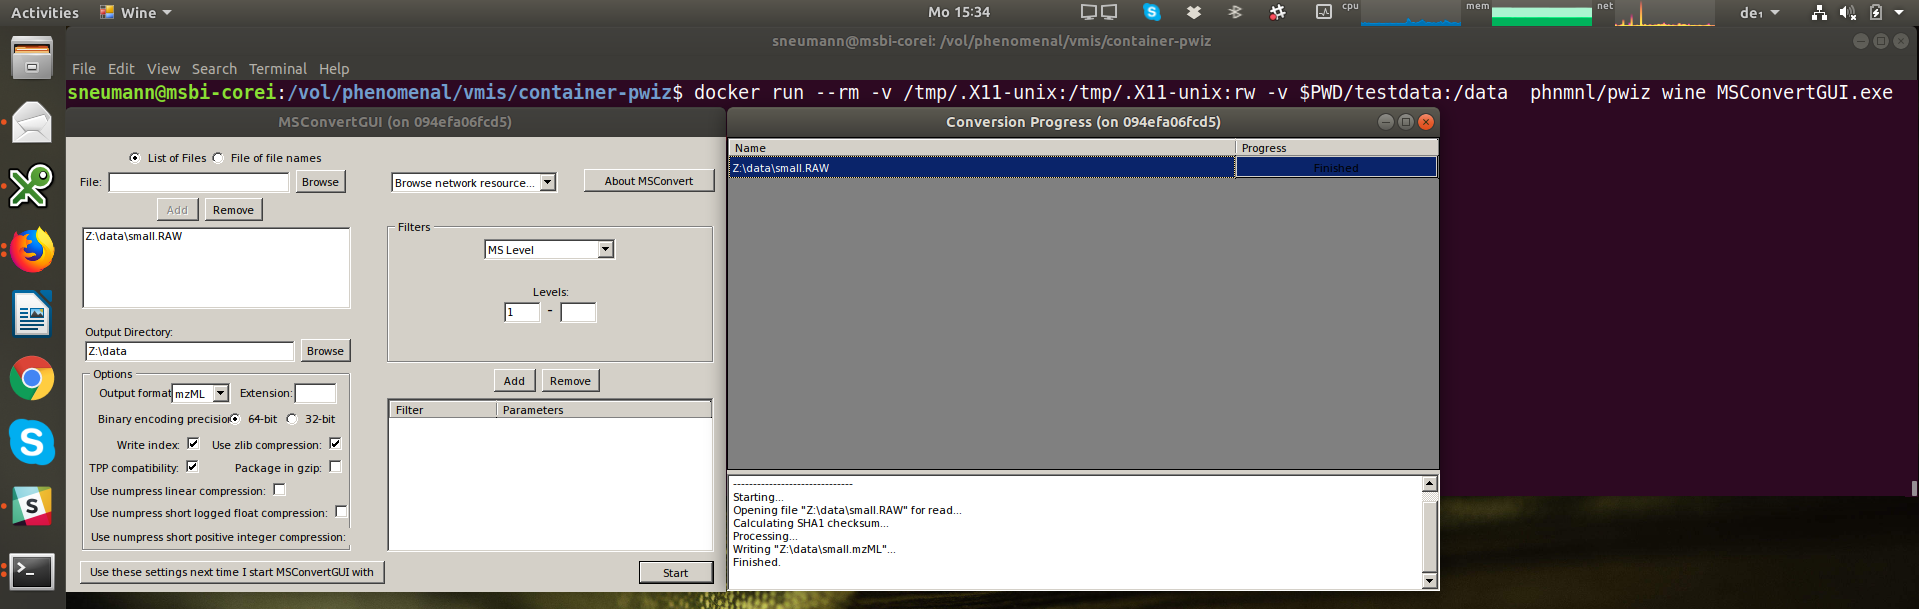 Activities Wine Mo 15:34 cpu mem net de₁
sneumann@msbi-corei: /vol/phenomenal/vmis/container-pwiz
File Edit View Search Terminal Help
sneumann@msbi-corei:/vol/phenomenal/vmis/container-pwiz$ docker run --rm -v /tmp/.X11-unix:/tmp/.X11-unix:rw -v $PWD/testdata:/data  phnmnl/pwiz wine MSConvertGUI.exe
MSConvertGUI (on 094efa06fcd5)
List of Files File of file names
File: Browse
Browse network resource...
About MSConvert
Add Remove
Z:\data\small.RAW
Filters
MS Level
Levels:
1 -
Output Directory:
Z:\data Browse
Options
Output format mzML Extension:
Binary encoding precision 64-bit 32-bit
Write index: Use zlib compression:
TPP compatibility: Package in gzip:
Use numpress linear compression:
Use numpress short logged float compression:
Use numpress short positive integer compression:
Add Remove
Filter Parameters
Use these settings next time I start MSConvertGUI with
Start
Conversion Progress (on 094efa06fcd5)
Name Progress
Z:\data\small.RAW Finished
------------------------------
Starting...
Opening file "Z:\data\small.RAW" for read...
Calculating SHA1 checksum...
Processing...
Writing "Z:\data\small.mzML"...
Finished.